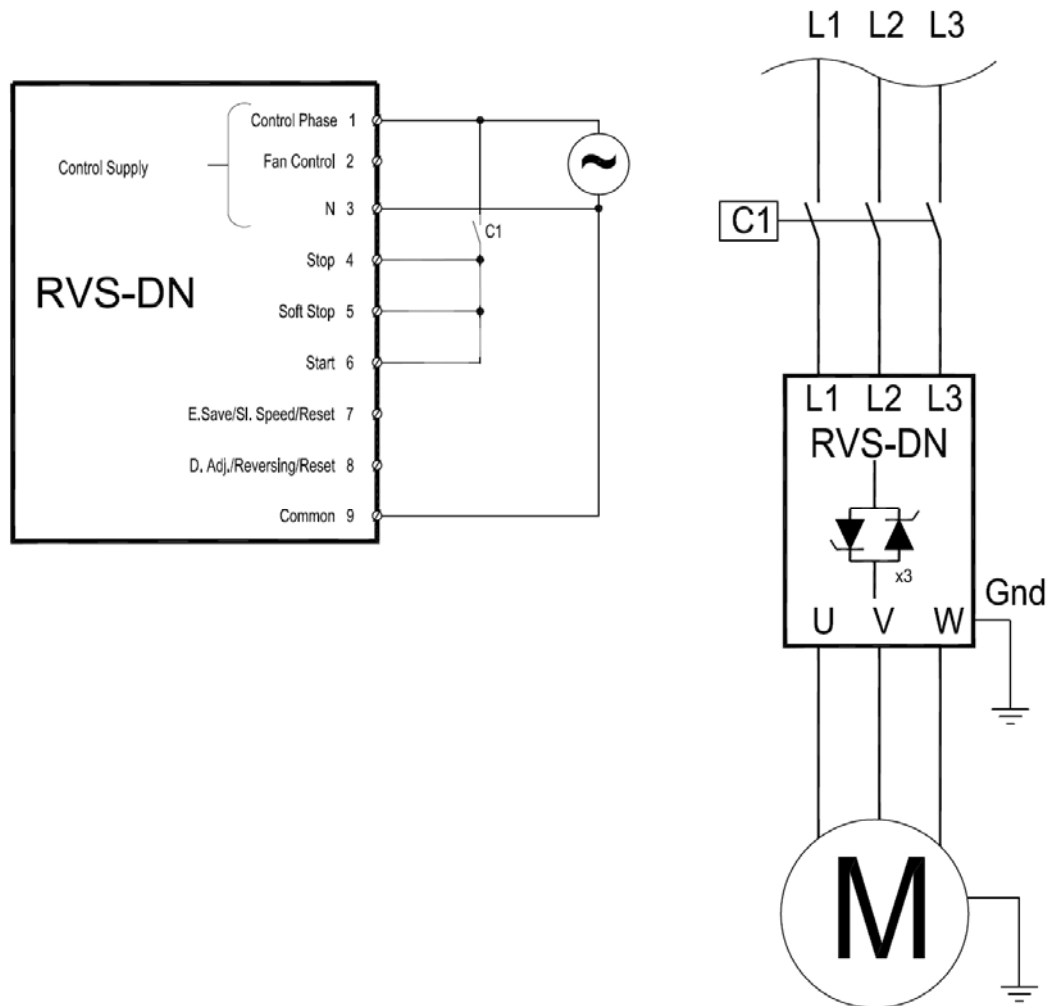 Control Phase 1
Fan Control 2
Control Supply
N 3
C1
Stop 4
RVS-DN
Soft Stop 5
Start 6
E.Save/Sl. Speed/Reset 7
D. Adj./Reversing/Reset 8
Common 9
L1 L2 L3
C1
L1 L2 L3
RVS-DN
x3
Gnd
U V W
M